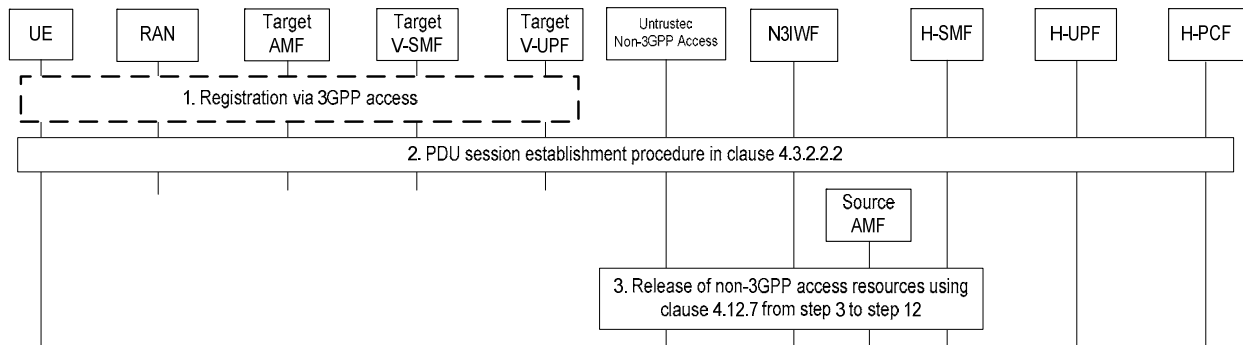 UE
RAN
Target
AMF
Target
V-SMF
Target
V-UPF
Untrustec
Non-3GPP Access
N3IWF
H-SMF
H-UPF
H-PCF
1. Registration via 3GPP access
2. PDU session establishment procedure in clause 4.3.2.2.2
Source
AMF
3. Release of non-3GPP access resources using
clause 4.12.7 from step 3 to step 12